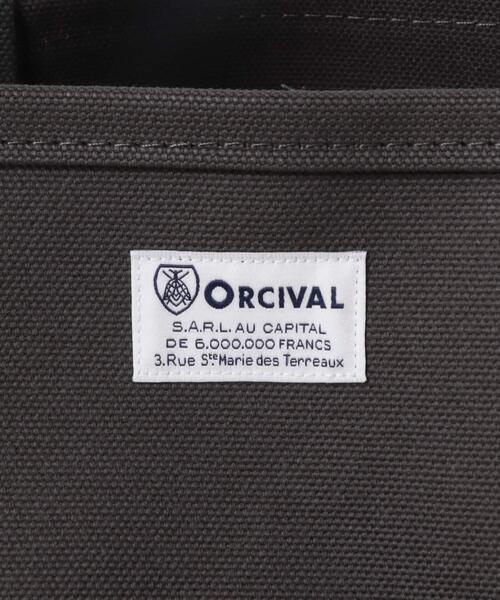 ORCIVAL
S.A.R.L. AU CAPITAL
DE 6.000.000 FRANCS
3.Rue Ste Marie des Terreaux